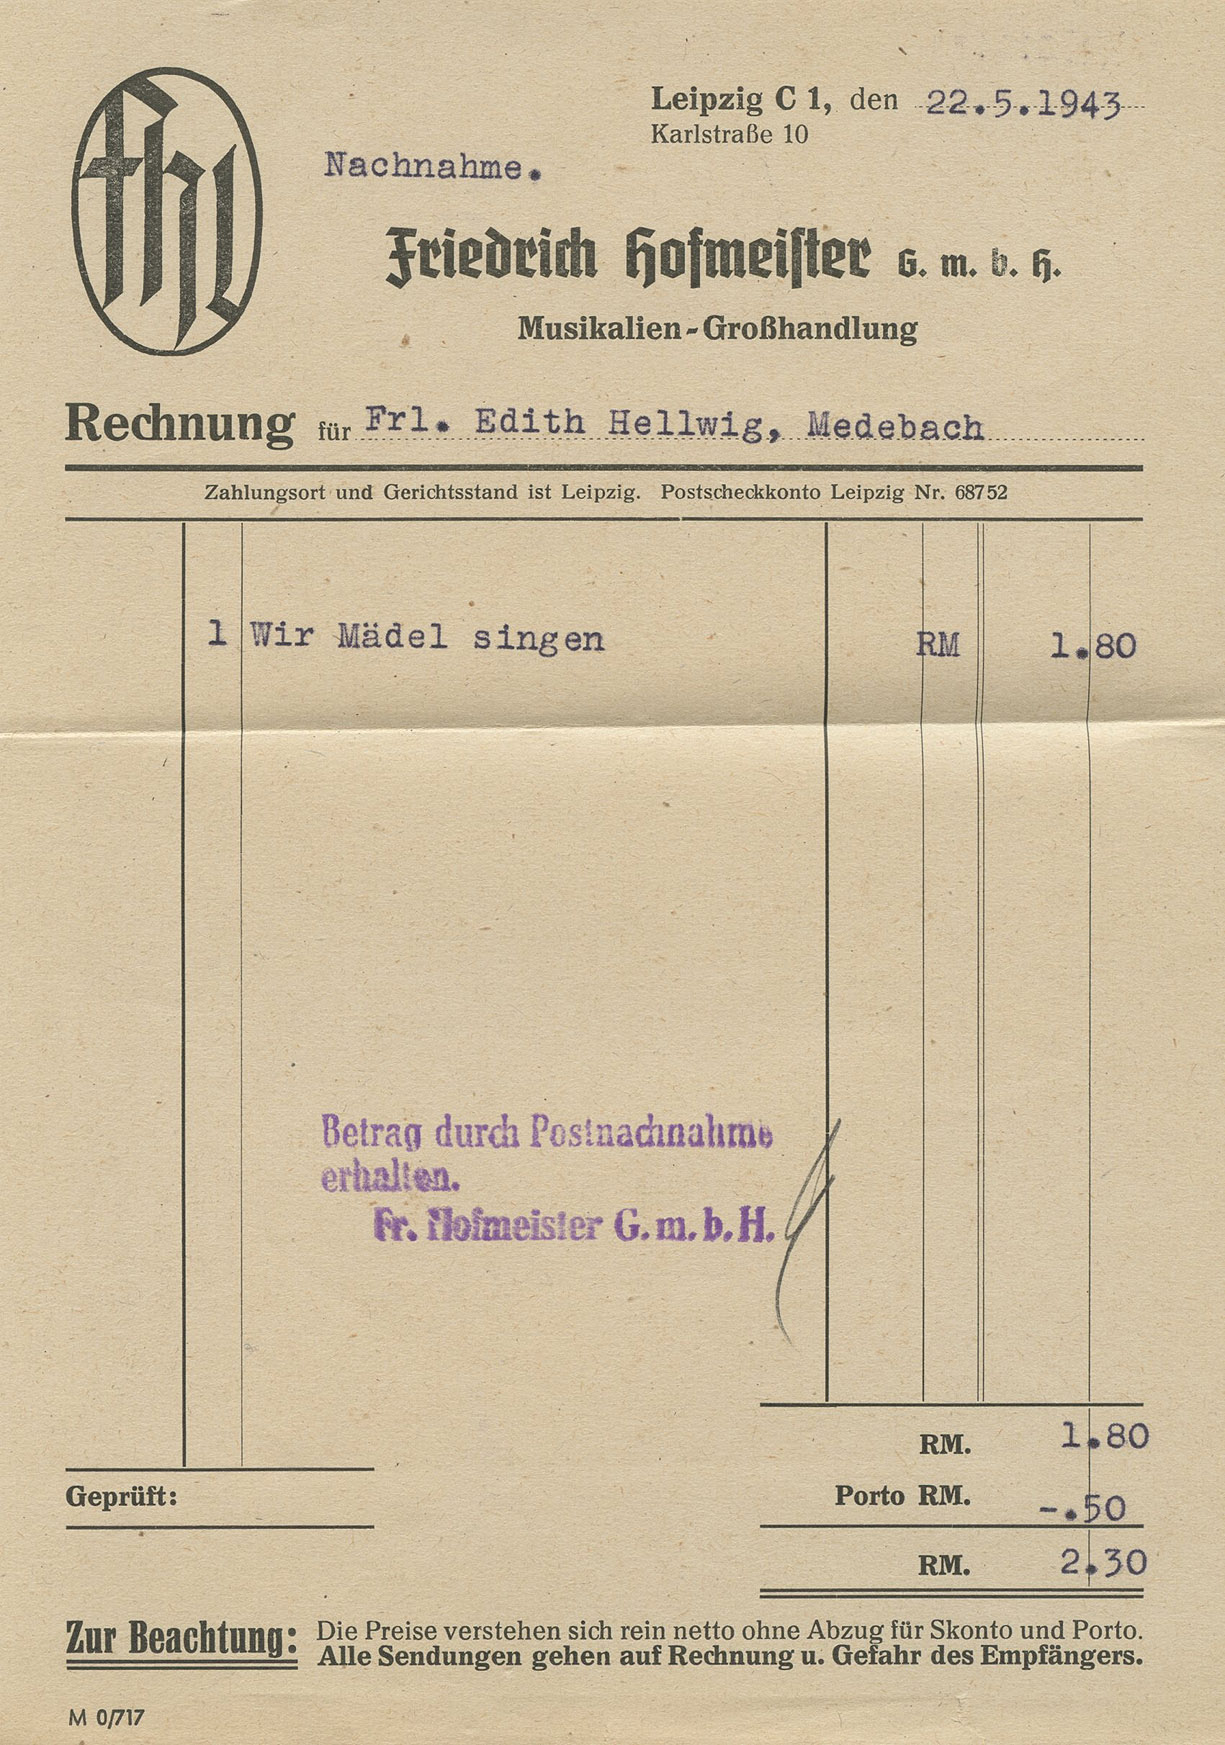 fhl
Leipzig C 1, den 22.5.1943
Karlstraße 10
Nachnahme.
Friedrich Hofmeiſter G. m. b. H.
Musikalien-Großhandlung
Rechnung für Frl. Edith Hellwig, Medebach
Zahlungsort und Gerichtsstand ist Leipzig. Postscheckkonto Leipzig Nr. 68752
1 Wir Mädel singen RM 1.80
Betrag durch Postnachnahme
erhalten.
Fr. Hofmeister G.m.b.H.
RM. 1.80
Geprüft:
Porto RM. -.50
RM. 2.30
Zur Beachtung: Die Preise verstehen sich rein netto ohne Abzug für Skonto und Porto.
Alle Sendungen gehen auf Rechnung u. Gefahr des Empfängers.
M 0/717